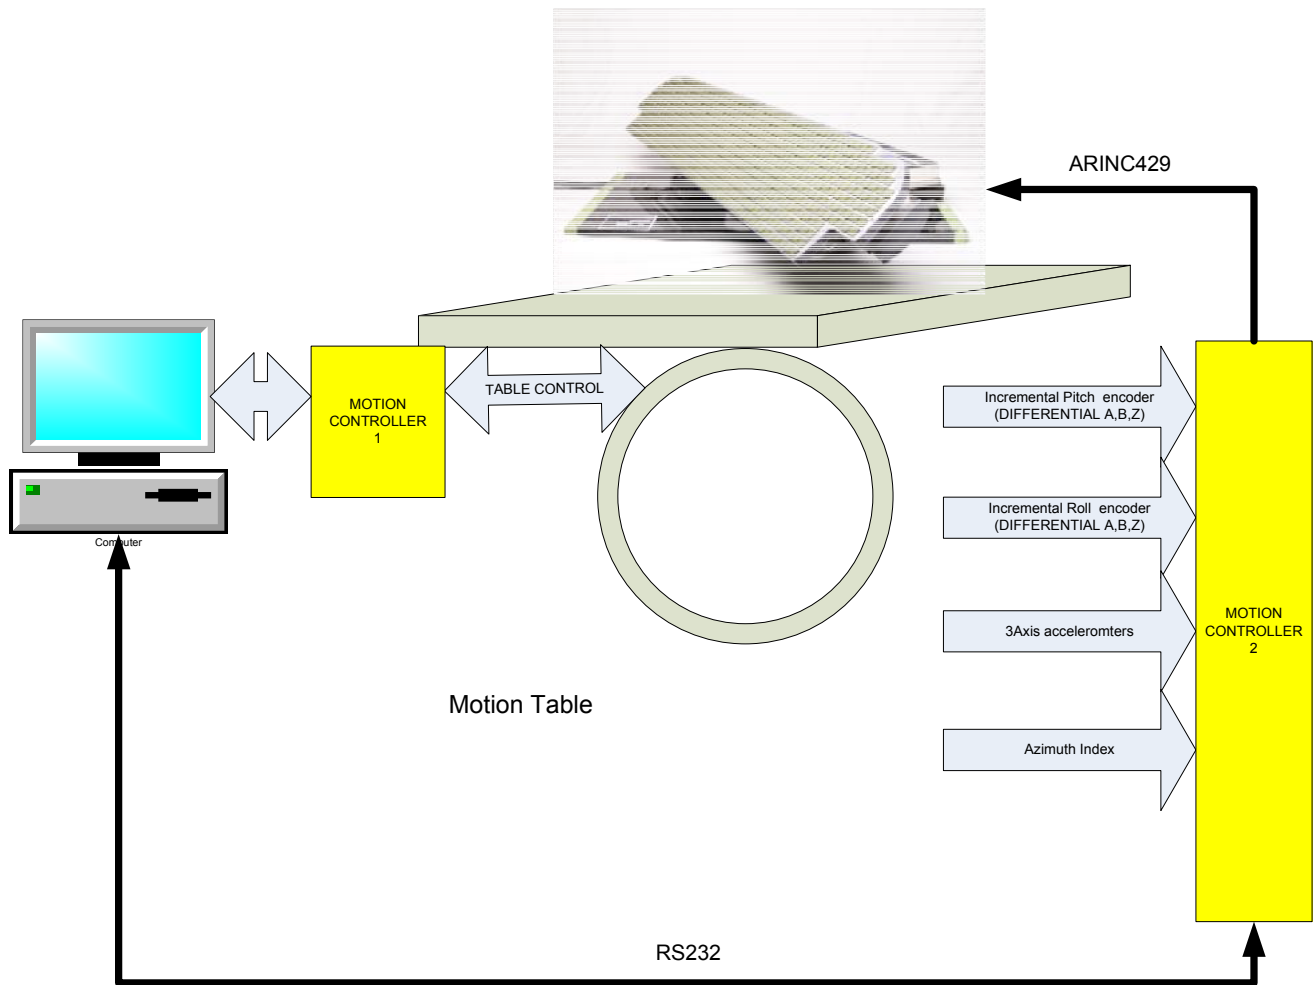 ARINC429
MOTION
CONTROLLER
1
TABLE CONTROL
Incremental Pitch encoder
(DIFFERENTIAL A,B,Z)
Incremental Roll encoder
(DIFFERENTIAL A,B,Z)
Computer
3Axis acceleromters
MOTION
CONTROLLER
2
Motion Table
Azimuth Index
RS232